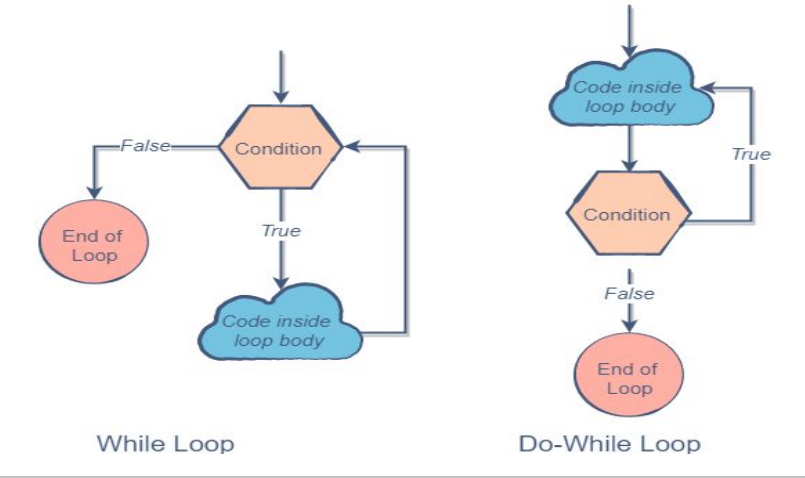 Condition
False
True
End of
Loop
Code inside
loop body
While Loop
Code inside
loop body
True
Condition
False
End of
Loop
Do-While Loop